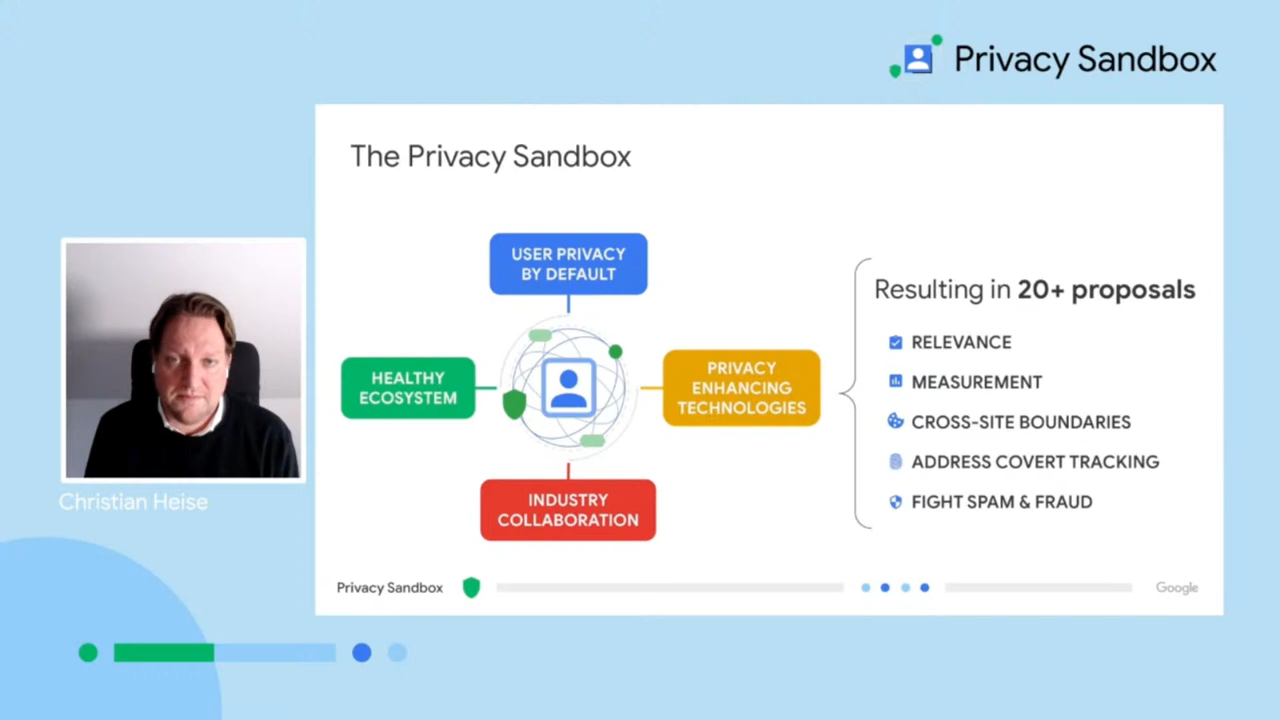 Privacy Sandbox
The Privacy Sandbox
USER PRIVACY
BY DEFAULT
HEALTHY
ECOSYSTEM
PRIVACY
ENHANCING
TECHNOLOGIES
INDUSTRY
COLLABORATION
Resulting in 20+ proposals
RELEVANCE
MEASUREMENT
CROSS-SITE BOUNDARIES
ADDRESS COVERT TRACKING
FIGHT SPAM & FRAUD
Christian Heise
Privacy Sandbox
Google